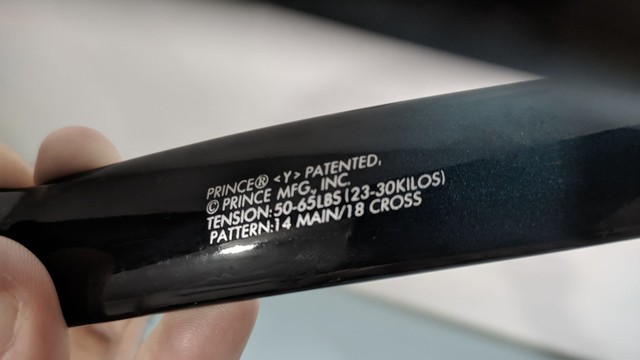 PRINCE® <Y> PATENTED,
© PRINCE MFG., INC.
TENSION:50-65LBS (23-30KILOS)
PATTERN:14 MAIN/18 CROSS